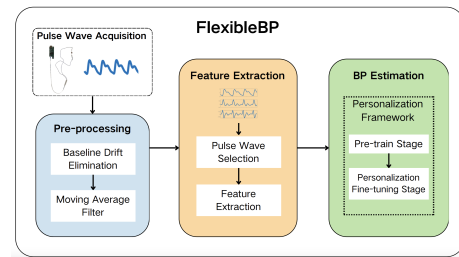 FlexibleBP
Pulse Wave Acquisition
Pre-processing
Baseline Drift
Elimination
Moving Average
Filter
Feature Extraction
Pulse Wave
Selection
Feature
Extraction
BP Estimation
Personalization
Framework
Pre-train Stage
Personalization
Fine-tuning Stage